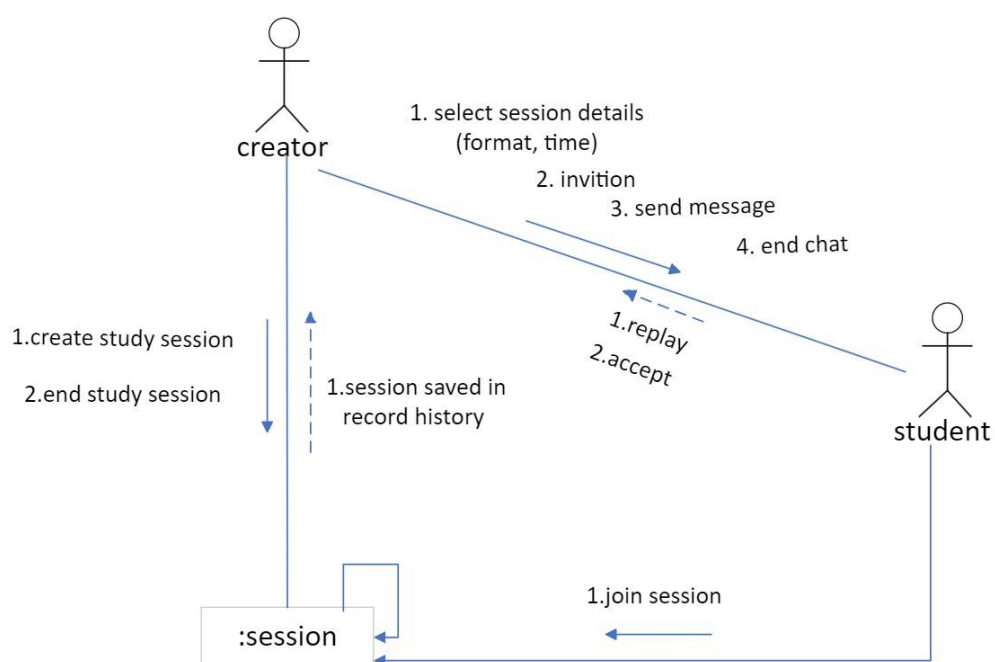 creator
1. select session details
(format, time)
2. invition
3. send message
4. end chat
1.replay
2.accept
student
1.create study session
2.end study session
1.session saved in
record history
1.join session
:session